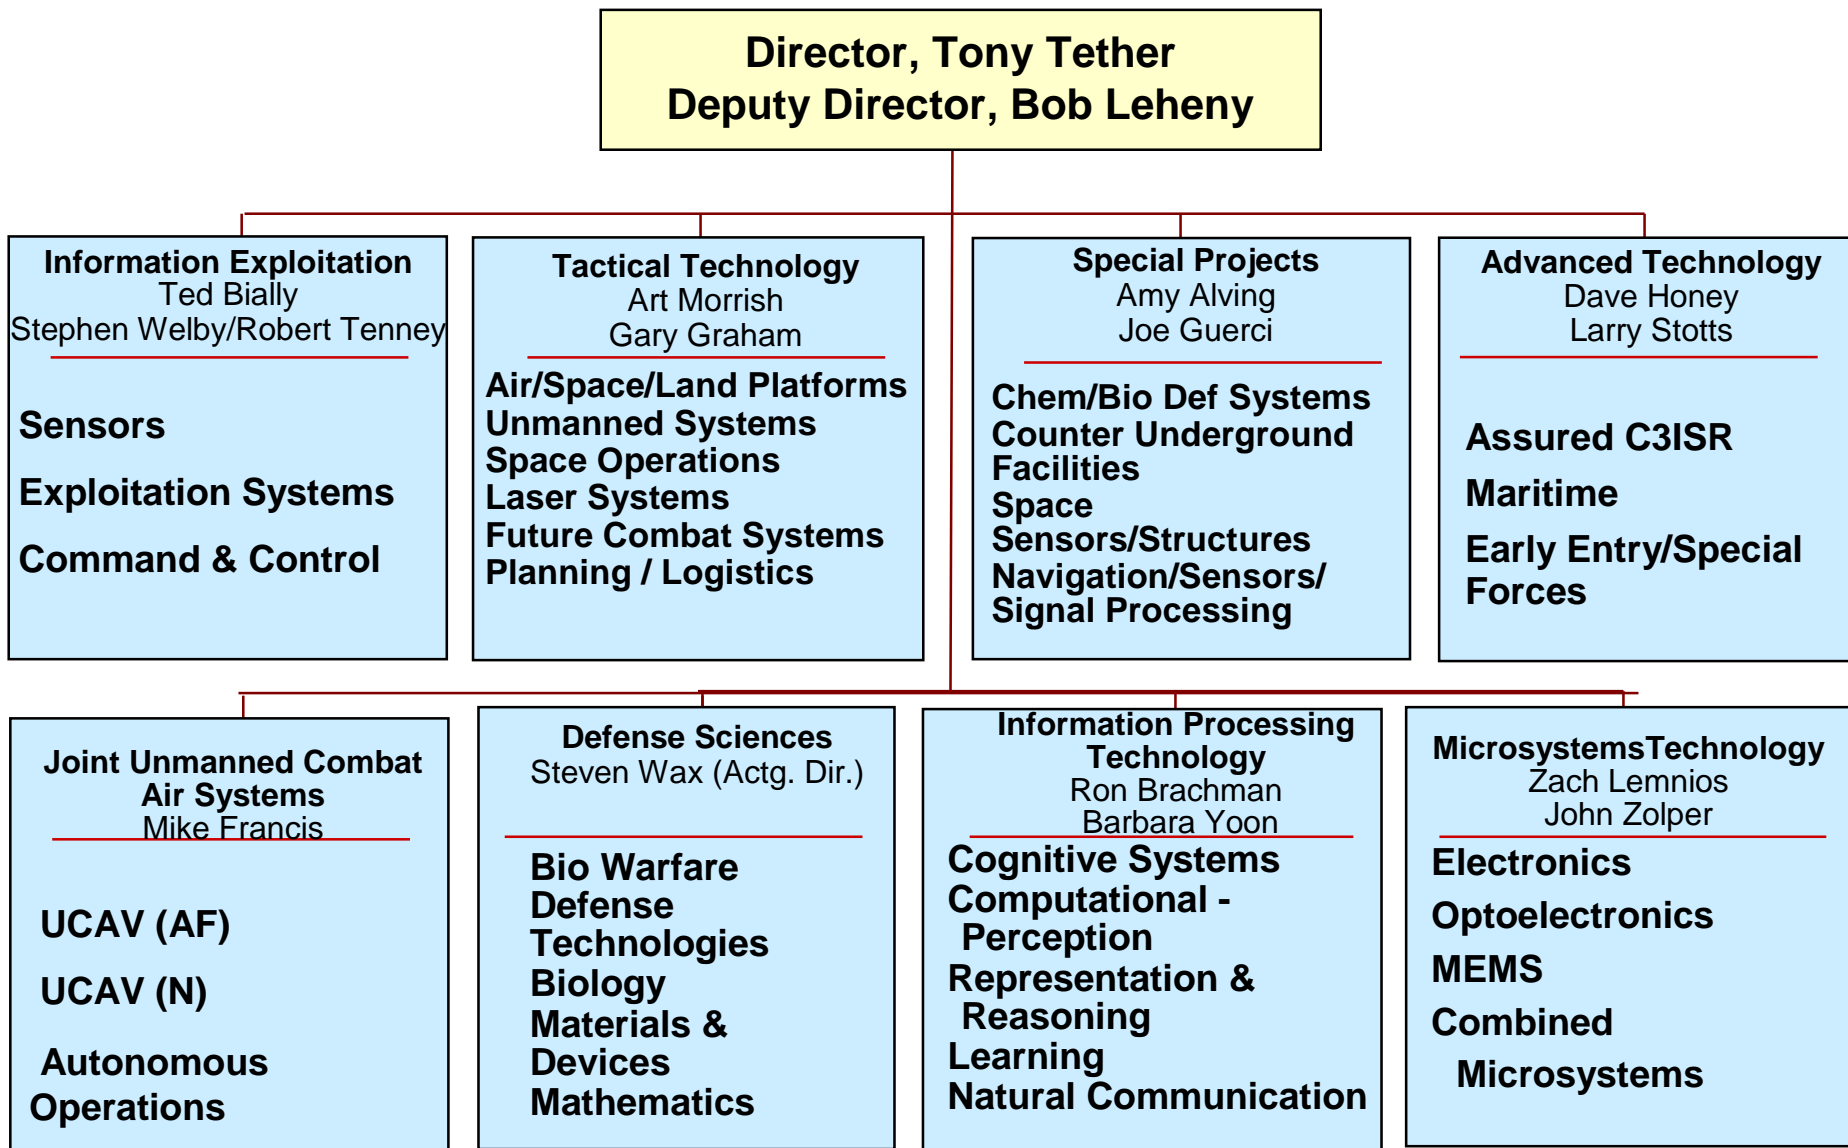 Director, Tony Tether
Deputy Director, Bob Leheny
Information Exploitation
Ted Bially
Stephen Welby/Robert Tenney
Sensors
Exploitation Systems
Command & Control
Tactical Technology
Art Morrish
Gary Graham
Air/Space/Land Platforms
Unmanned Systems
Space Operations
Laser Systems
Future Combat Systems
Planning / Logistics
Special Projects
Amy Alving
Joe Guerci
Chem/Bio Def Systems
Counter Underground
Facilities
Space
Sensors/Structures
Navigation/Sensors/
Signal Processing
Advanced Technology
Dave Honey
Larry Stotts
Assured C3ISR
Maritime
Early Entry/Special
Forces
Joint Unmanned Combat
Air Systems
Mike Francis
UCAV (AF)
UCAV (N)
Autonomous
Operations
Defense Sciences
Steven Wax (Actg. Dir.)
Bio Warfare
Defense
Technologies
Biology
Materials &
Devices
Mathematics
Information Processing
Technology
Ron Brachman
Barbara Yoon
Cognitive Systems
Computational -
Perception
Representation &
Reasoning
Learning
Natural Communication
MicrosystemsTechnology
Zach Lemnios
John Zolper
Electronics
Optoelectronics
MEMS
Combined
Microsystems